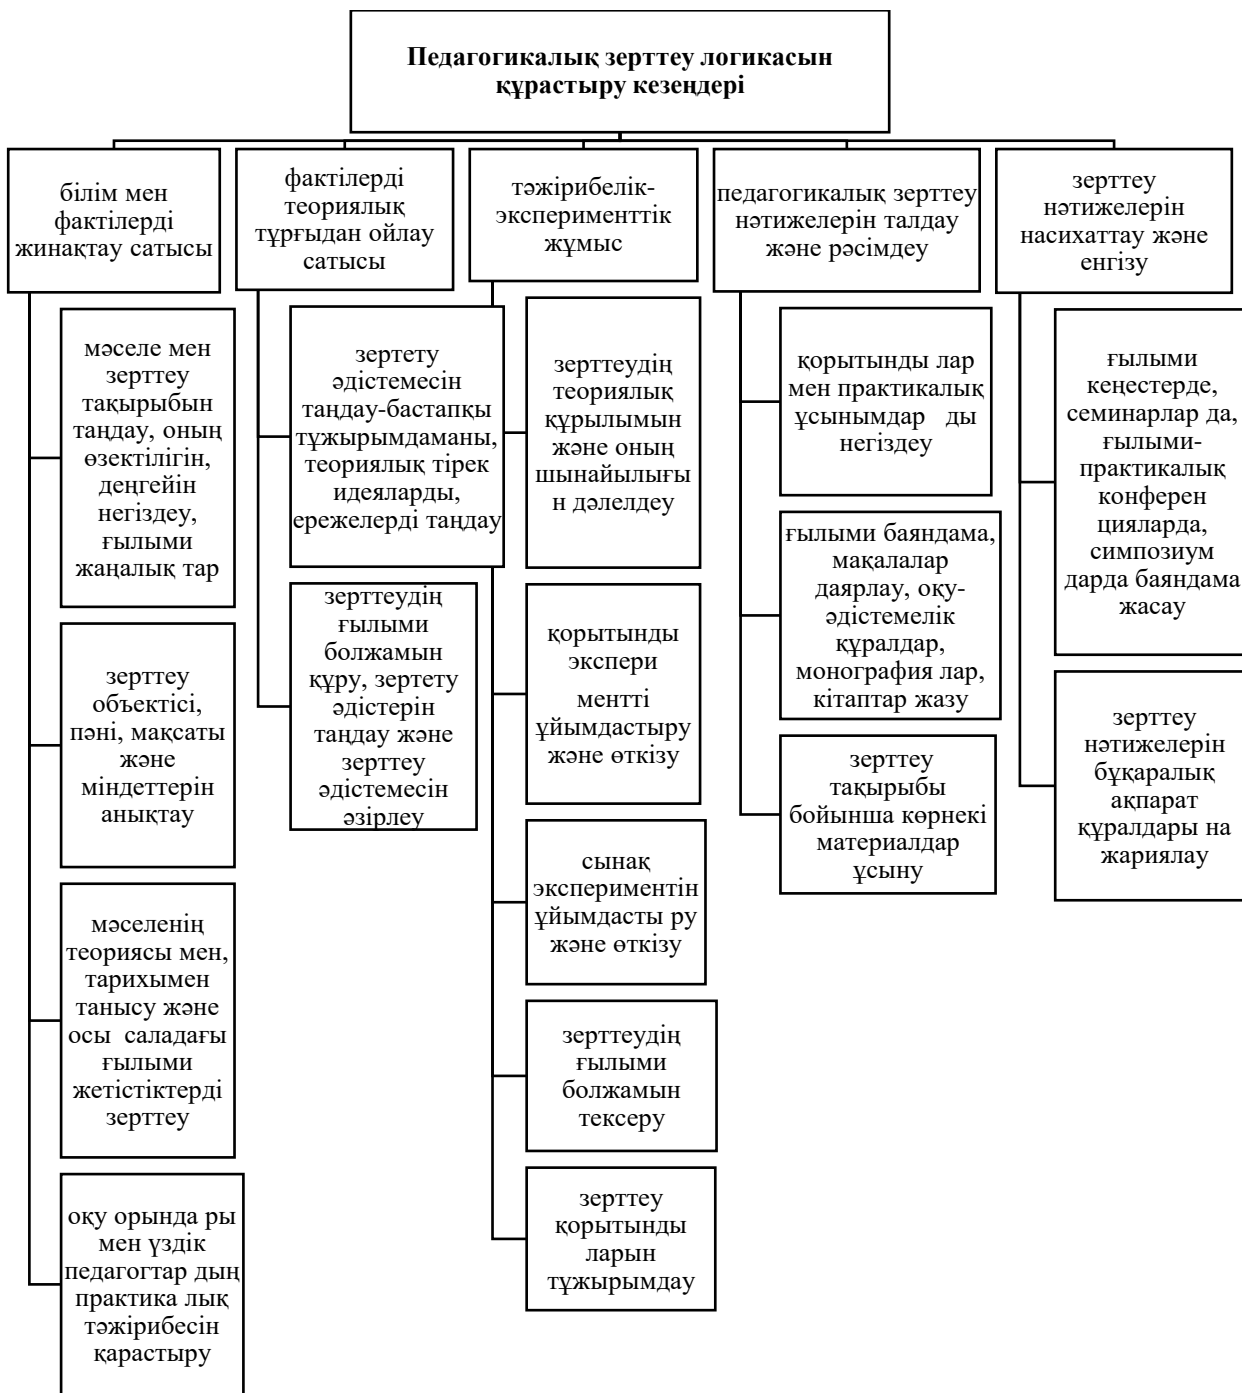 Педагогикалық зерттеу логикасын
құрастыру кезеңдері
білім мен
фактілерді
жинақтау сатысы
мәселе мен
зерттеу
тақырыбын
таңдау, оның
өзектілігін,
деңгейін
негіздеу,
ғылыми
жаңалық тар
зерттеу
объектісі,
пәні, мақсаты
және
міндеттерін
анықтау
мәселенің
теориясы мен,
тарихымен
танысу және
осы саладағы
ғылыми
жетістіктерді
зерттеу
оқу орында ры
мен үздік
педагогтар дың
практика лық
тәжірибесін
қарастыру
фактілерді
теориялық
тұрғыдан ойлау
сатысы
зертету
әдістемесін
таңдау-бастапқы
тұжырымдаманы,
теориялық тірек
идеяларды,
ережелерді таңдау
зерттеудің
ғылыми
болжамын
құру, зертету
әдістерін
таңдау және
зерттеу
әдістемесін
әзірлеу
тәжірибелік-
эксперименттік
жұмыс
зерттеудің
теориялық
құрылымын
және оның
шынайылығы
н дәлелдеу
қорытынды
экспери
ментті
ұйымдастыру
және өткізу
сынақ
экспериментін
ұйымдасты ру
және өткізу
зерттеудің
ғылыми
болжамын
тексеру
зерттеу
қорытынды
ларын
тұжырымдау
педагогикалық зерттеу
нәтижелерін талдау
және рәсімдеу
қорытынды лар
мен практикалық
ұсынымдар ды
негіздеу
ғылыми баяндама,
мақалалар
даярлау, оқу-
әдістемелік
құралдар,
монография лар,
кітаптар жазу
зерттеу
тақырыбы
бойынша көрнекі
материалдар
ұсыну
зерттеу
нәтижелерін
насихаттау және
енгізу
ғылыми
кеңестерде,
семинарлар да,
ғылыми-
практикалық
конферен
цияларда,
симпозиум
дарда баяндама
жасау
зерттеу
нәтижелерін
бұқаралық
ақпарат
құралдары на
жариялау